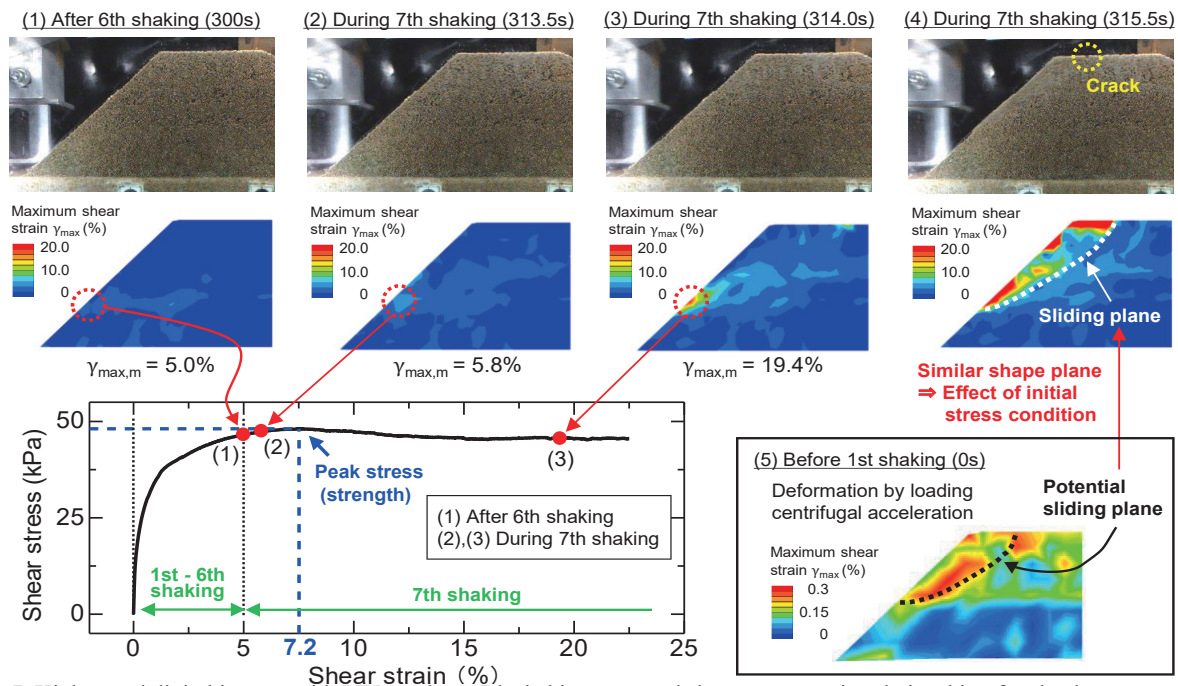 (1) After 6th shaking (300s)
(2) During 7th shaking (313.5s)
(3) During 7th shaking (314.0s)
(4) During 7th shaking (315.5s)
Crack
Maximum shear
strain γmax (%)
20.0
10.0
0
γmax,m = 5.0%
Maximum shear
strain γmax (%)
20.0
10.0
0
γmax,m = 5.8%
Maximum shear
strain γmax (%)
20.0
10.0
0
γmax,m = 19.4%
Maximum shear
strain γmax (%)
20.0
10.0
0
Sliding plane
Similar shape plane
⇒ Effect of initial
stress condition
Shear stress (kPa)
50
25
0
(1)
(2)
(3)
Peak stress
(strength)
(1) After 6th shaking
(2),(3) During 7th shaking
1st - 6th
shaking
7th shaking
0
5
7.2
10
15
20
25
Shear strain (%)
(5) Before 1st shaking (0s)
Deformation by loading
centrifugal acceleration
Potential
sliding plane
Maximum shear
strain γmax (%)
0.3
0.15
0